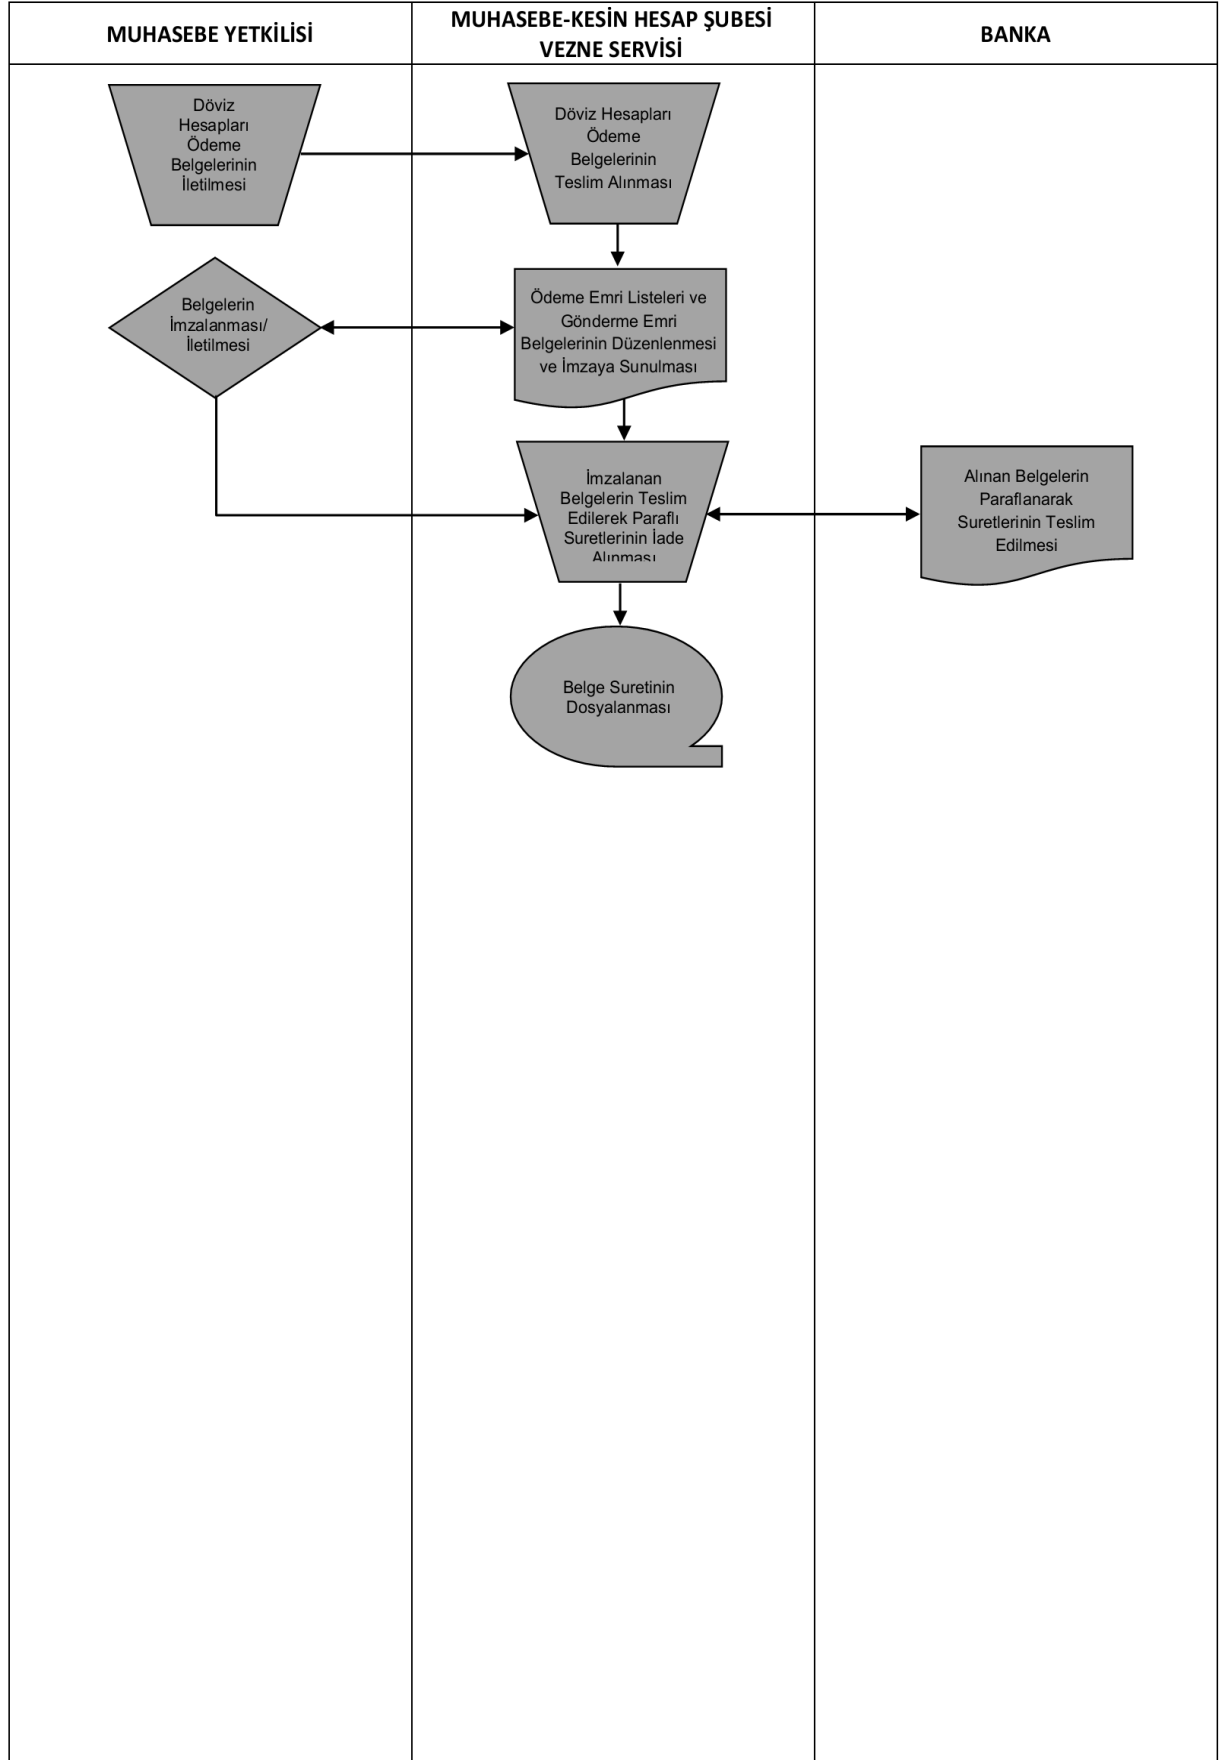 MUHASEBE YETKİLİSİ
MUHASEBE-KESİN HESAP ŞUBESİ
VEZNE SERVİSİ
BANKA
Döviz
Hesapları
Ödeme
Belgelerinin
İletilmesi
Döviz Hesapları
Ödeme
Belgelerinin
Teslim Alınması
Belgelerin
İmzalanması/
İletilmesi
Ödeme Emri Listeleri ve
Gönderme Emri
Belgelerinin Düzenlenmesi
ve İmzaya Sunulması
İmzalanan
Belgelerin Teslim
Edilerek Paraflı
Suretlerinin İade
Alınması
Alınan Belgelerin
Paraflanarak
Suretlerinin Teslim
Edilmesi
Belge Suretinin
Dosyalanması